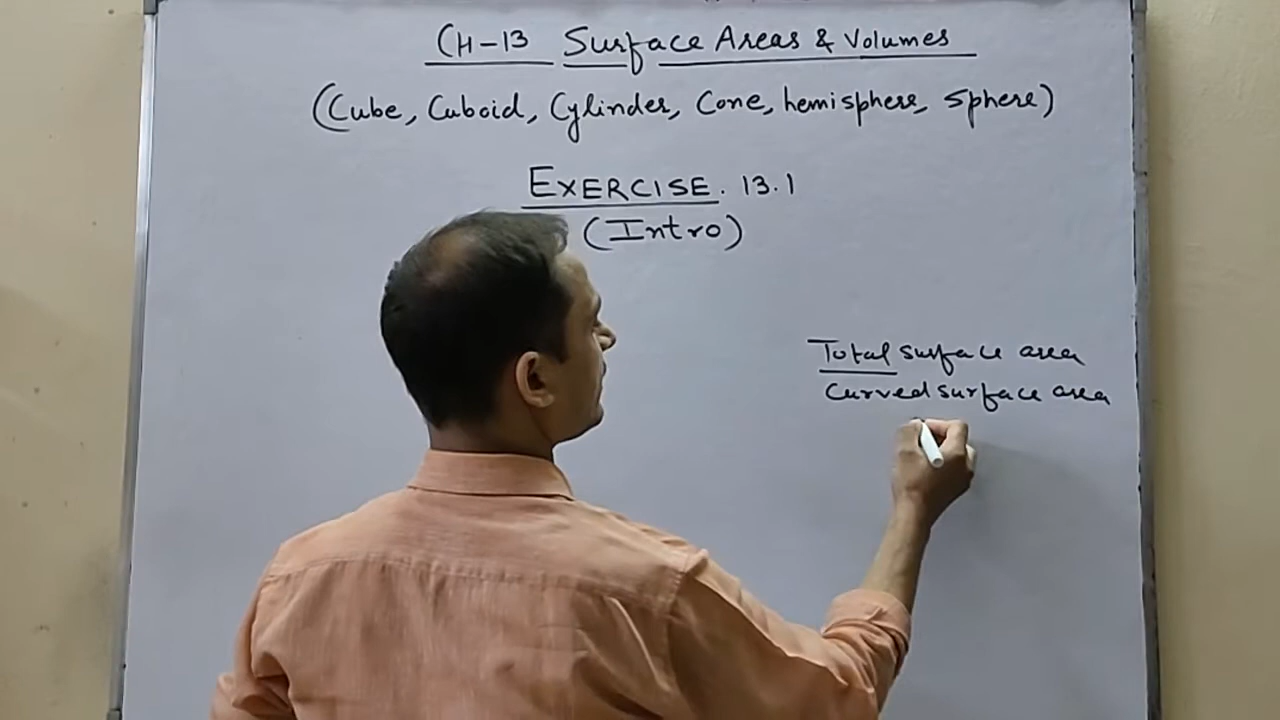 CH-13 Surface Areas & Volumes
(Cube, Cuboid, Cylinder, Cone, hemisphere, Sphere)
EXERCISE. 13.1
(Intro)
Total surface area
Curved surface area